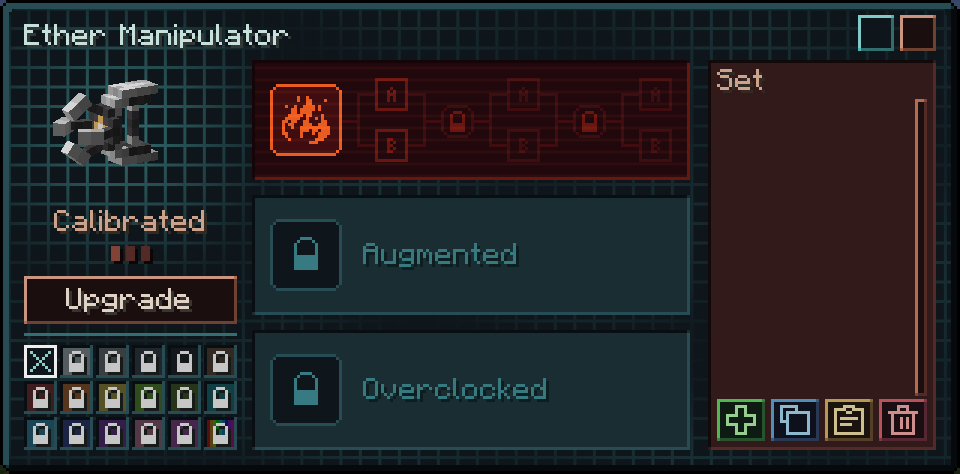 Ether Manipulator
Calibrated
Upgrade
A
B
A
B
A
B
Augmented
Overclocked
Set